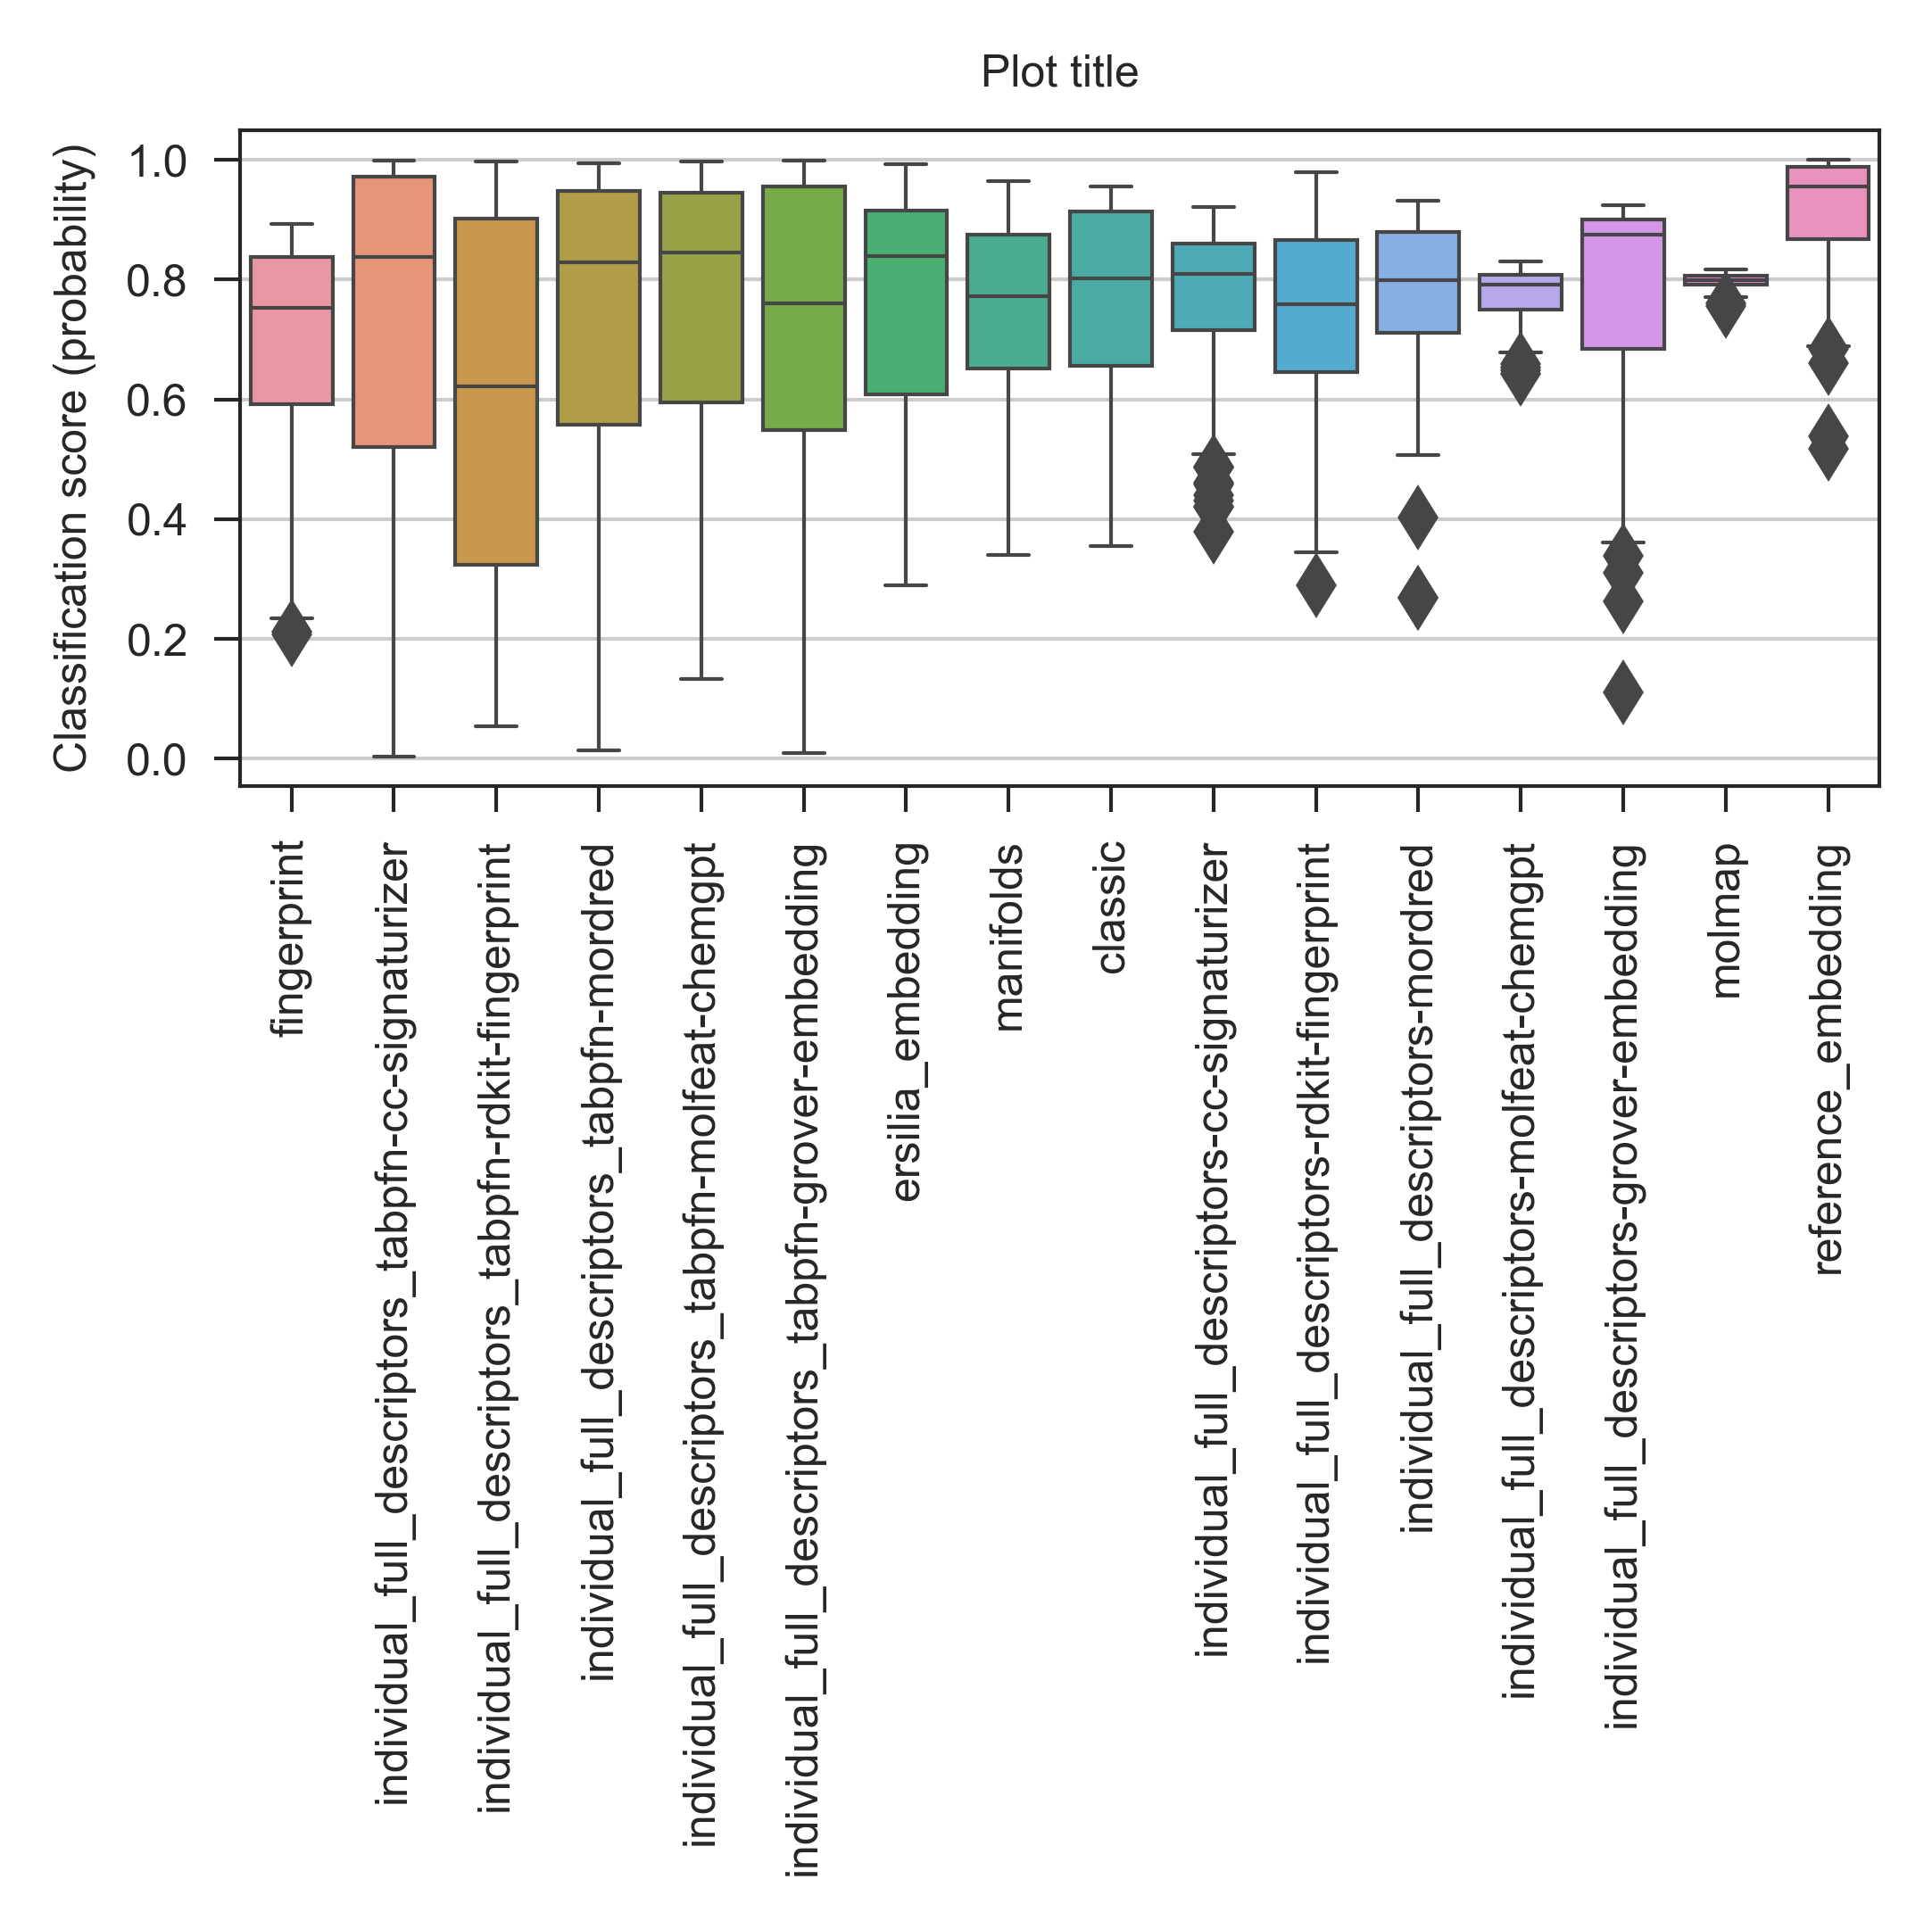 Plot title
Classification score (probability)
1.0
0.8
0.6
0.4
0.2
0.0
fingerprint
individual_full_descriptors_tabpfn-cc-signaturizer
individual_full_descriptors_tabpfn-rdkit-fingerprint
individual_full_descriptors_tabpfn-mordred
individual_full_descriptors_tabpfn-molfeat-chemgpt
individual_full_descriptors_tabpfn-grover-embedding
ersilia_embedding
manifolds
classic
individual_full_descriptors-cc-signaturizer
individual_full_descriptors-rdkit-fingerprint
individual_full_descriptors-mordred
individual_full_descriptors-molfeat-chemgpt
individual_full_descriptors-grover-embedding
molmap
reference_embedding